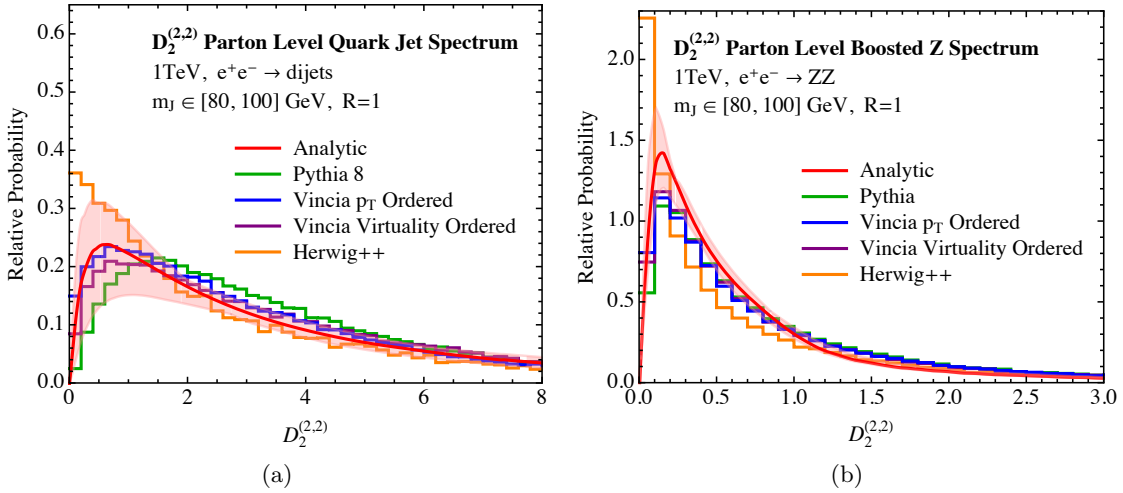 D₂^(2,2) Parton Level Quark Jet Spectrum
1TeV, e⁺e⁻ → dijets
m_J ∈ [80, 100] GeV, R=1
Analytic
Pythia 8
Vincia p_T Ordered
Vincia Virtuality Ordered
Herwig++
Relative Probability
0.6
0.5
0.4
0.3
0.2
0.1
0.0
0 2 4 6 8
D₂^(2,2)
(a)
D₂^(2,2) Parton Level Boosted Z Spectrum
1TeV, e⁺e⁻ → ZZ
m_J ∈ [80, 100] GeV, R=1
Analytic
Pythia
Vincia p_T Ordered
Vincia Virtuality Ordered
Herwig++
Relative Probability
2.0
1.5
1.0
0.5
0.0
0.0 0.5 1.0 1.5 2.0 2.5 3.0
D₂^(2,2)
(b)